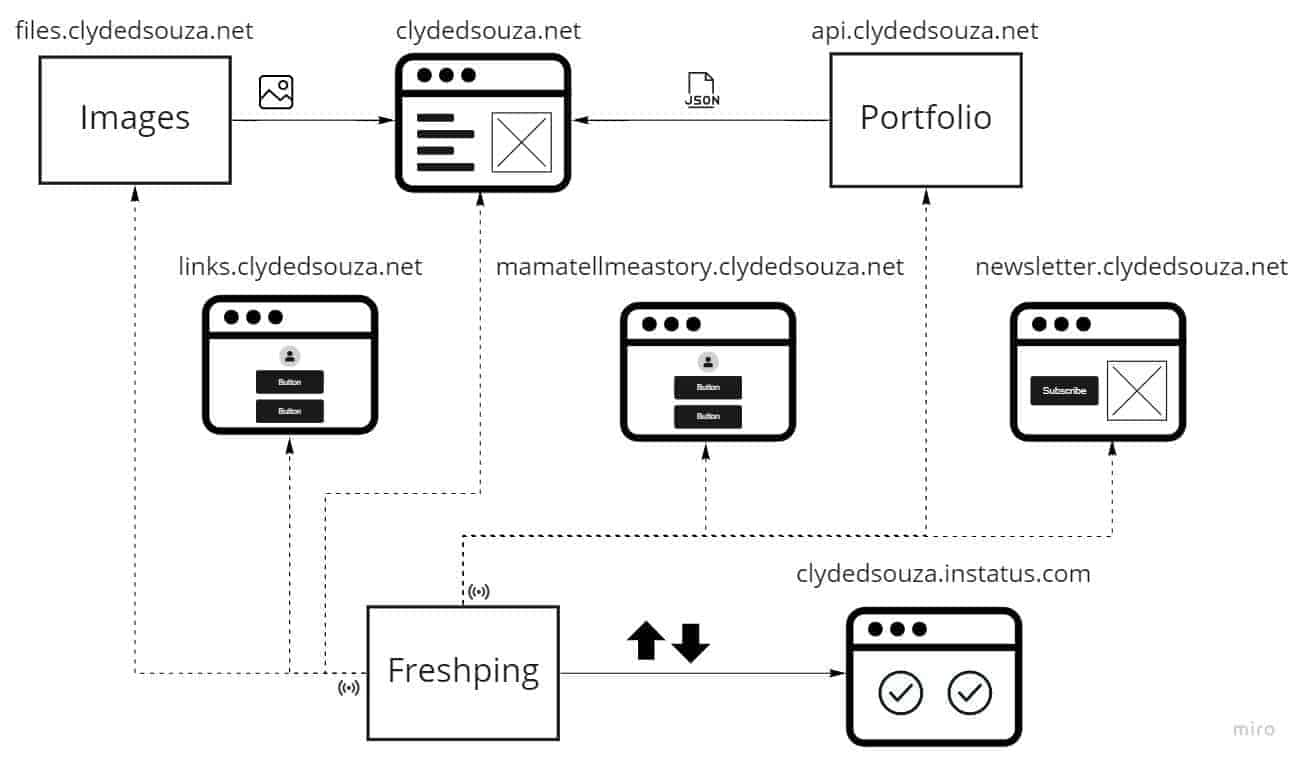 files.clydedsouza.net
clydedsouza.net
api.clydedsouza.net
Images
JSON
Portfolio
links.clydedsouza.net
mamatellmeastory.clydedsouza.net
newsletter.clydedsouza.net
Button
Button
Button
Button
Subscribe
clydedsouza.instatus.com
Freshping
miro